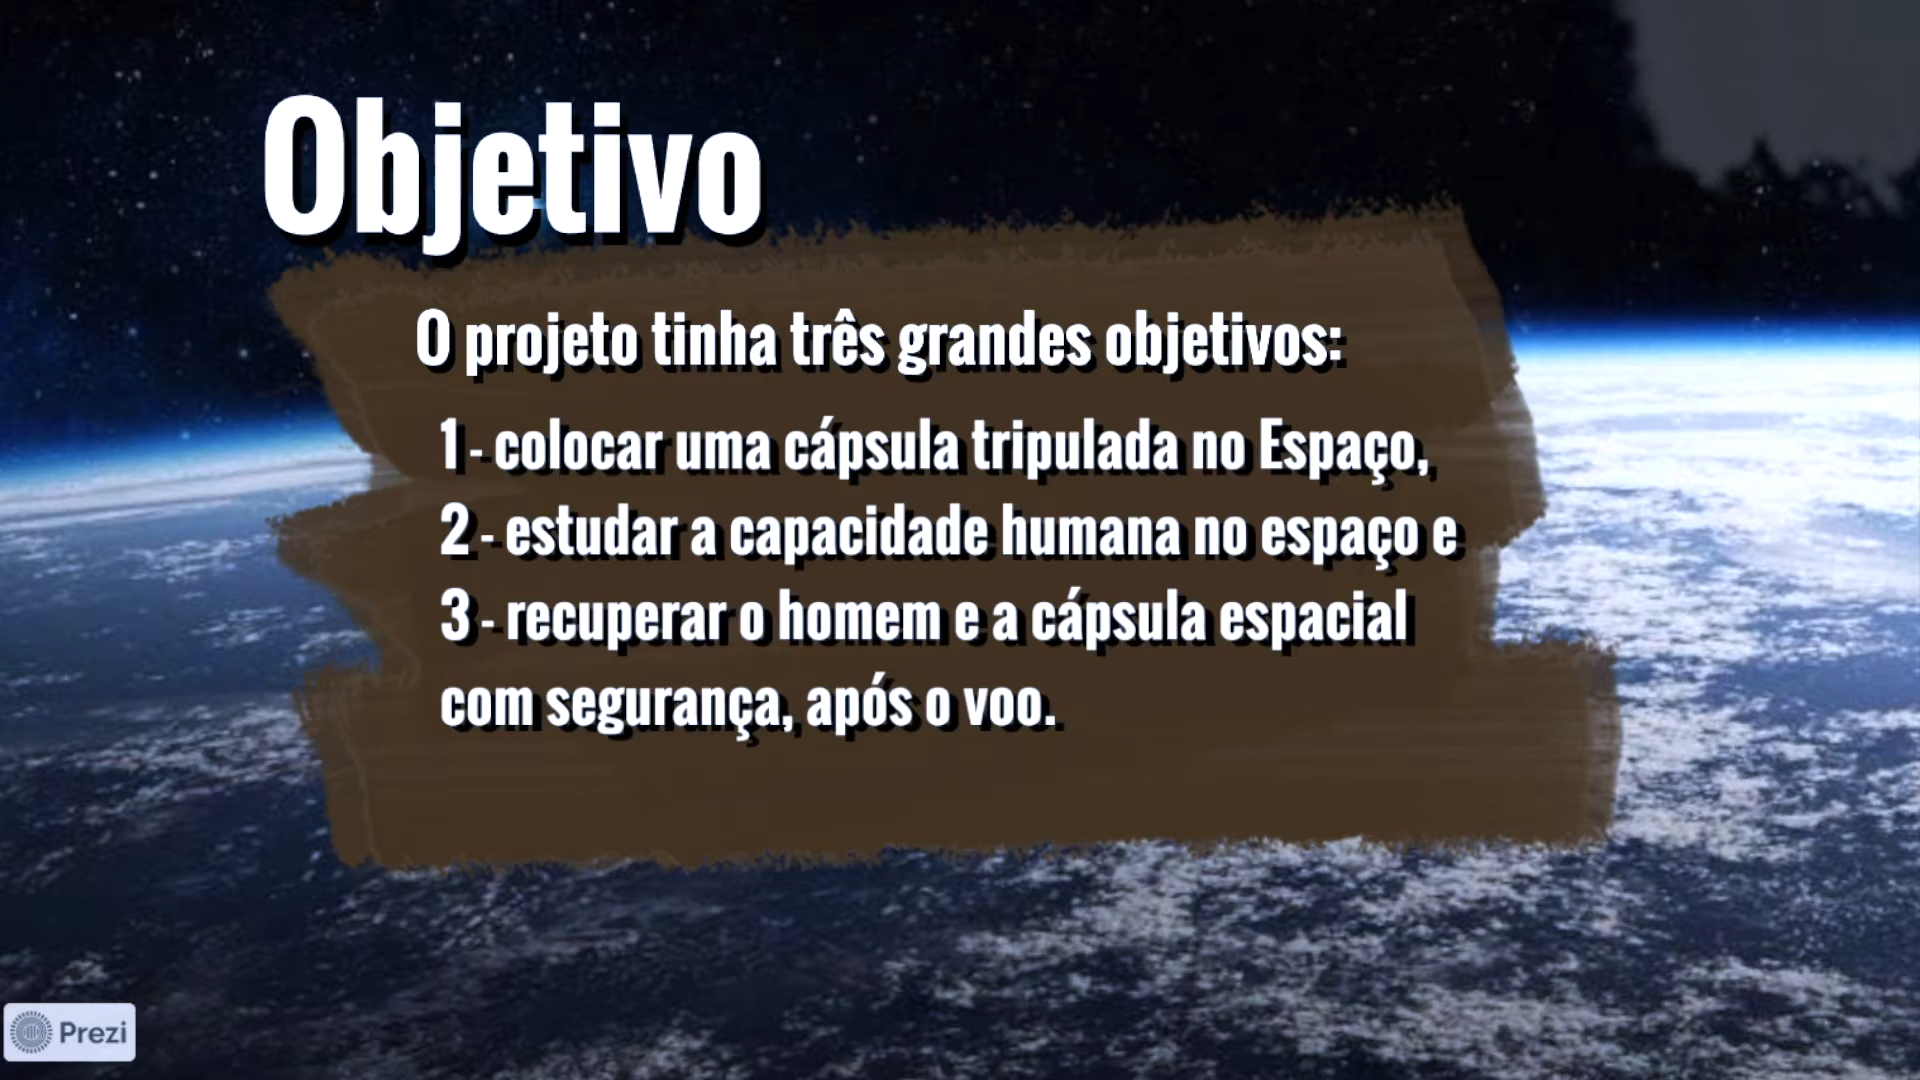 Objetivo
O projeto tinha três grandes objetivos:
1 - colocar uma cápsula tripulada no Espaço,
2 - estudar a capacidade humana no espaço e
3 - recuperar o homem e a cápsula espacial
com segurança, após o voo.
Prezi